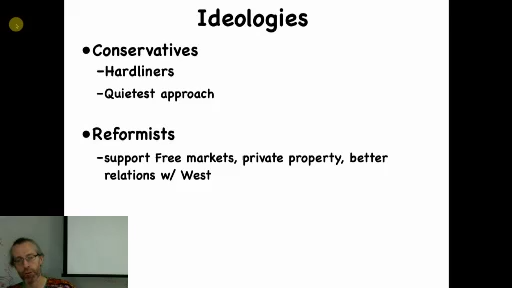 Ideologies
•Conservatives
–Hardliners
–Quietest approach
•Reformists
–support Free markets, private property, better
relations w/ West